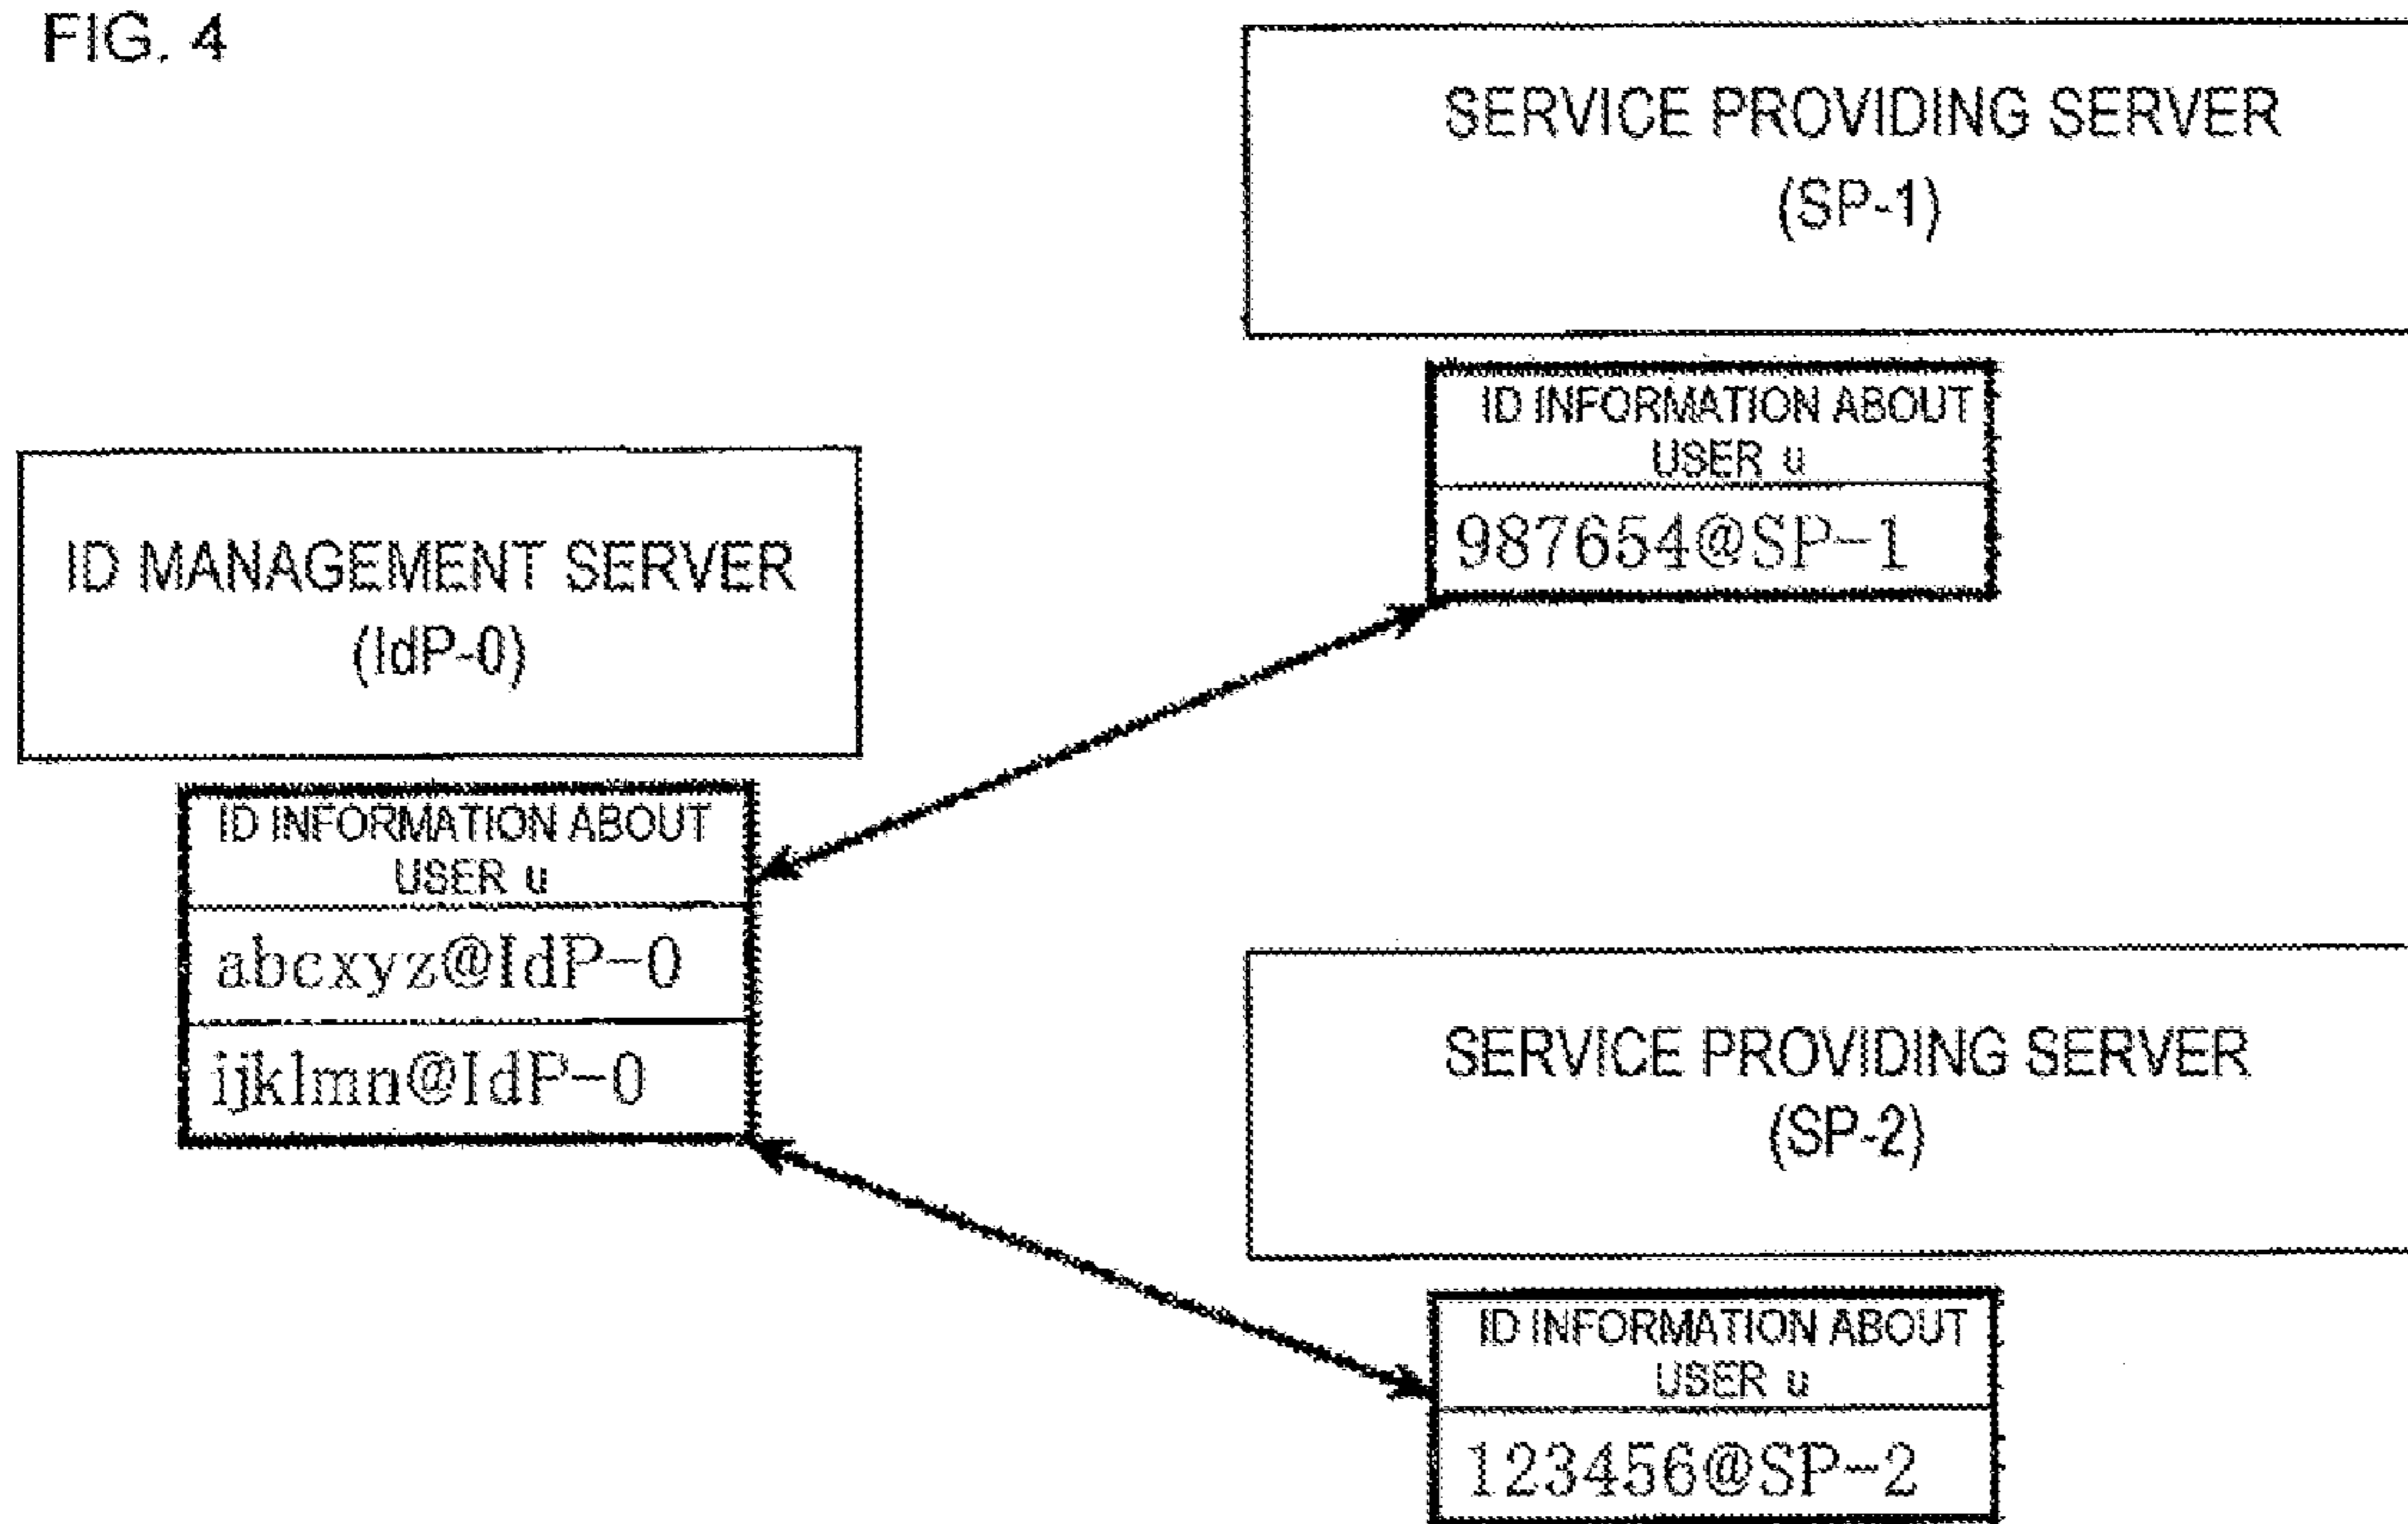 FIG. 4
SERVICE PROVIDING SERVER
(SP-1)
ID INFORMATION ABOUT
USER u
987654@SP-1
ID MANAGEMENT SERVER
(IdP-0)
ID INFORMATION ABOUT
USER u
abcxyz@IdP-0
ijklmn@IdP-0
SERVICE PROVIDING SERVER
(SP-2)
ID INFORMATION ABOUT
USER u
123456@SP-2